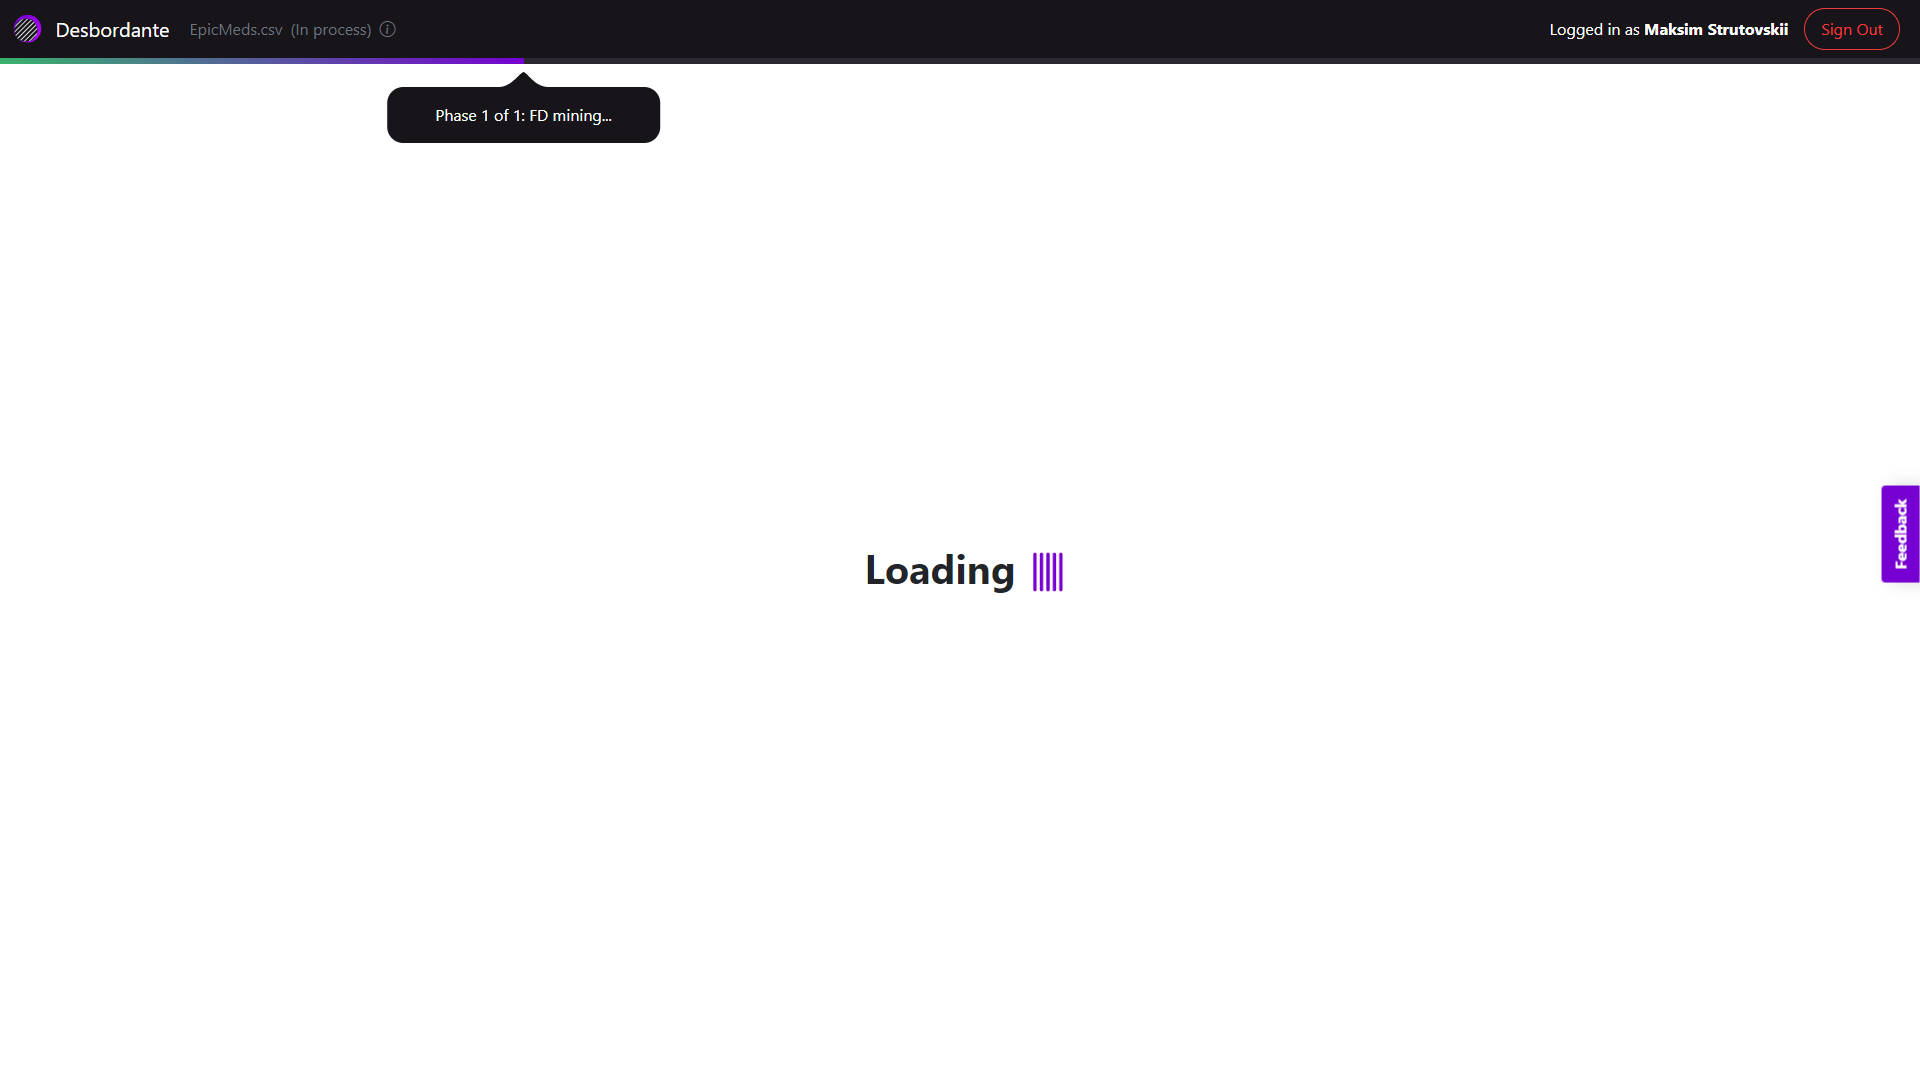 Desbordante EpicMeds.csv (In process) Logged in as Maksim Strutovskii Sign Out
Phase 1 of 1: FD mining...
Feedback
Loading